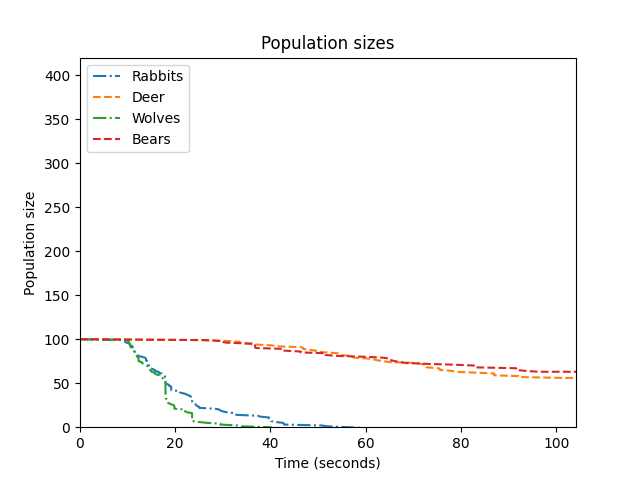 Population sizes
400
350
300
250
200
150
100
50
0
Population size
Rabbits
Deer
Wolves
Bears
0 20 40 60 80 100
Time (seconds)